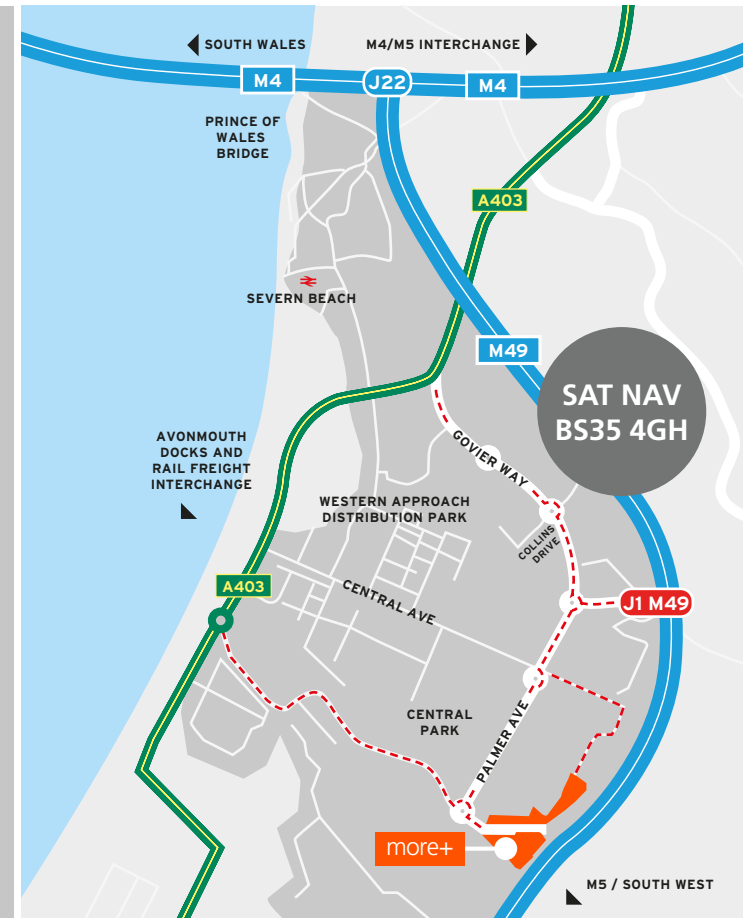 SOUTH WALES
M4/M5 INTERCHANGE
M4
J22
M4
PRINCE OF
WALES
BRIDGE
A403
SEVERN BEACH
M49
SAT NAV
BS35 4GH
GOVIER WAY
AVONMOUTH
DOCKS AND
RAIL FREIGHT
INTERCHANGE
WESTERN APPROACH
DISTRIBUTION PARK
COLLINS
DRIVE
A403
CENTRAL AVE
J1 M49
CENTRAL
PARK
PALMER AVE
more+
M5 / SOUTH WEST